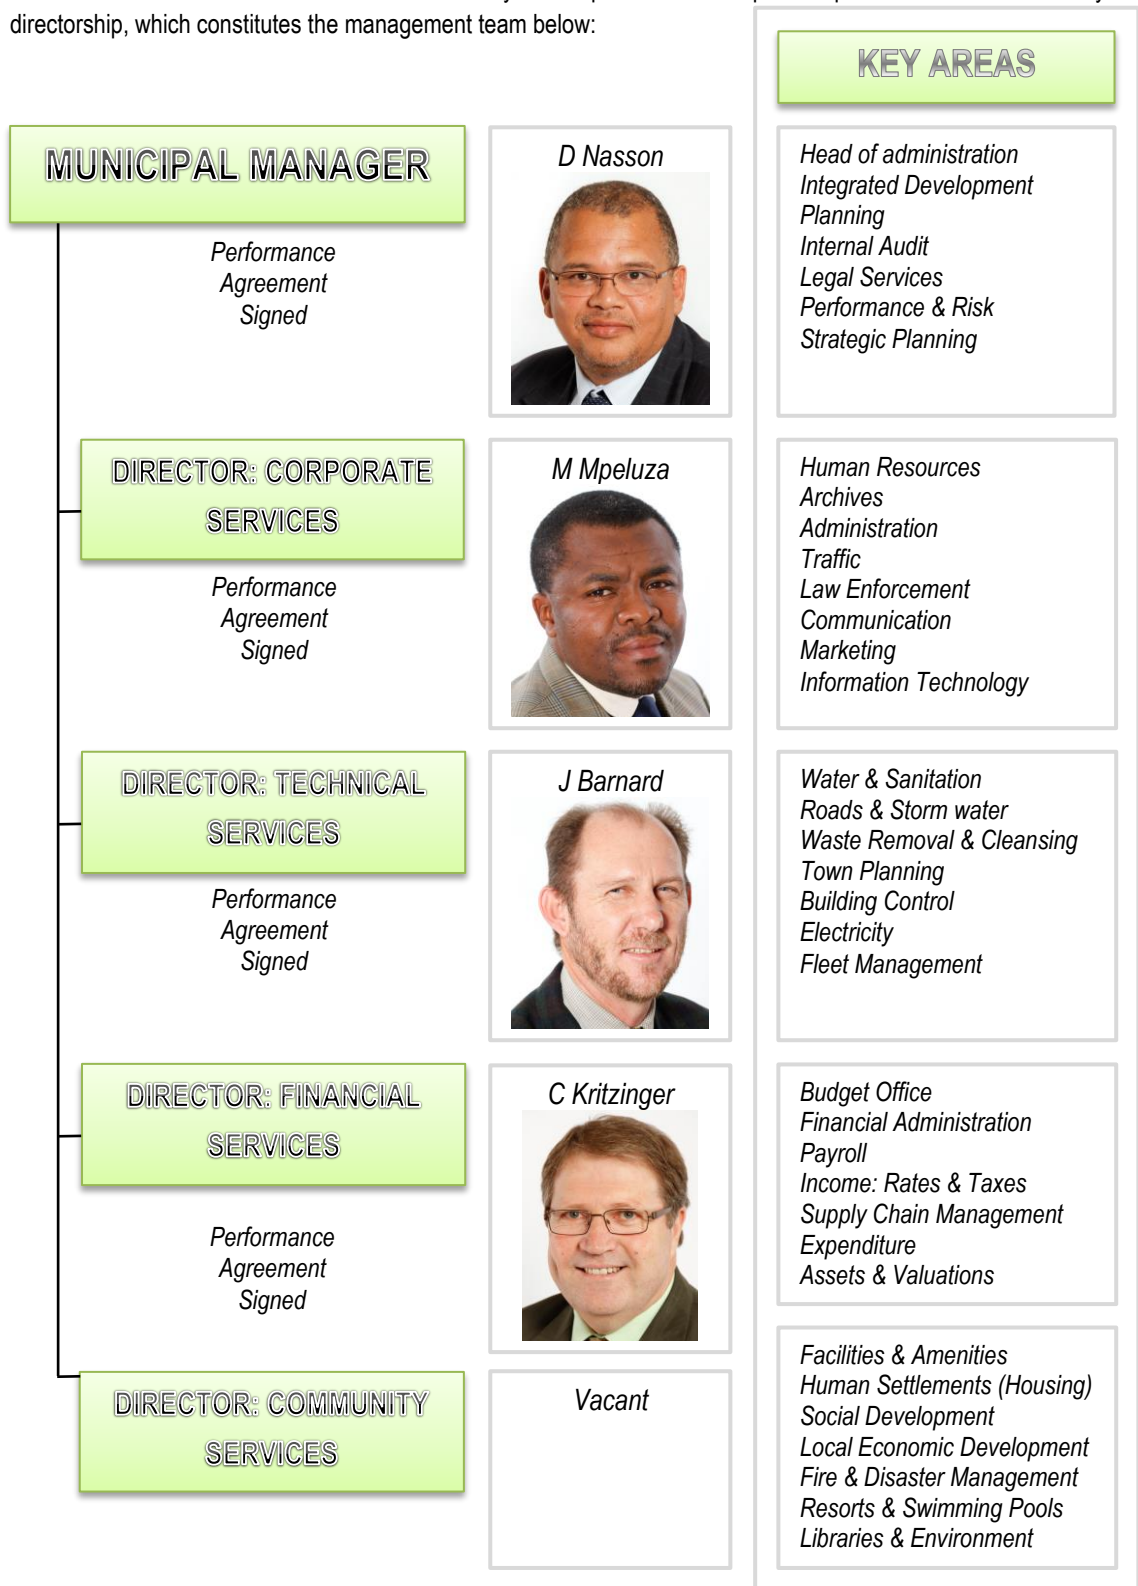 directorship, which constitutes the management team below:
KEY AREAS
MUNICIPAL MANAGER
Performance
Agreement
Signed
D Nasson
Head of administration
Integrated Development
Planning
Internal Audit
Legal Services
Performance & Risk
Strategic Planning
DIRECTOR: CORPORATE
SERVICES
Performance
Agreement
Signed
M Mpeluza
Human Resources
Archives
Administration
Traffic
Law Enforcement
Communication
Marketing
Information Technology
DIRECTOR: TECHNICAL
SERVICES
Performance
Agreement
Signed
J Barnard
Water & Sanitation
Roads & Storm water
Waste Removal & Cleansing
Town Planning
Building Control
Electricity
Fleet Management
DIRECTOR: FINANCIAL
SERVICES
Performance
Agreement
Signed
C Kritzinger
Budget Office
Financial Administration
Payroll
Income: Rates & Taxes
Supply Chain Management
Expenditure
Assets & Valuations
DIRECTOR: COMMUNITY
SERVICES
Vacant
Facilities & Amenities
Human Settlements (Housing)
Social Development
Local Economic Development
Fire & Disaster Management
Resorts & Swimming Pools
Libraries & Environment